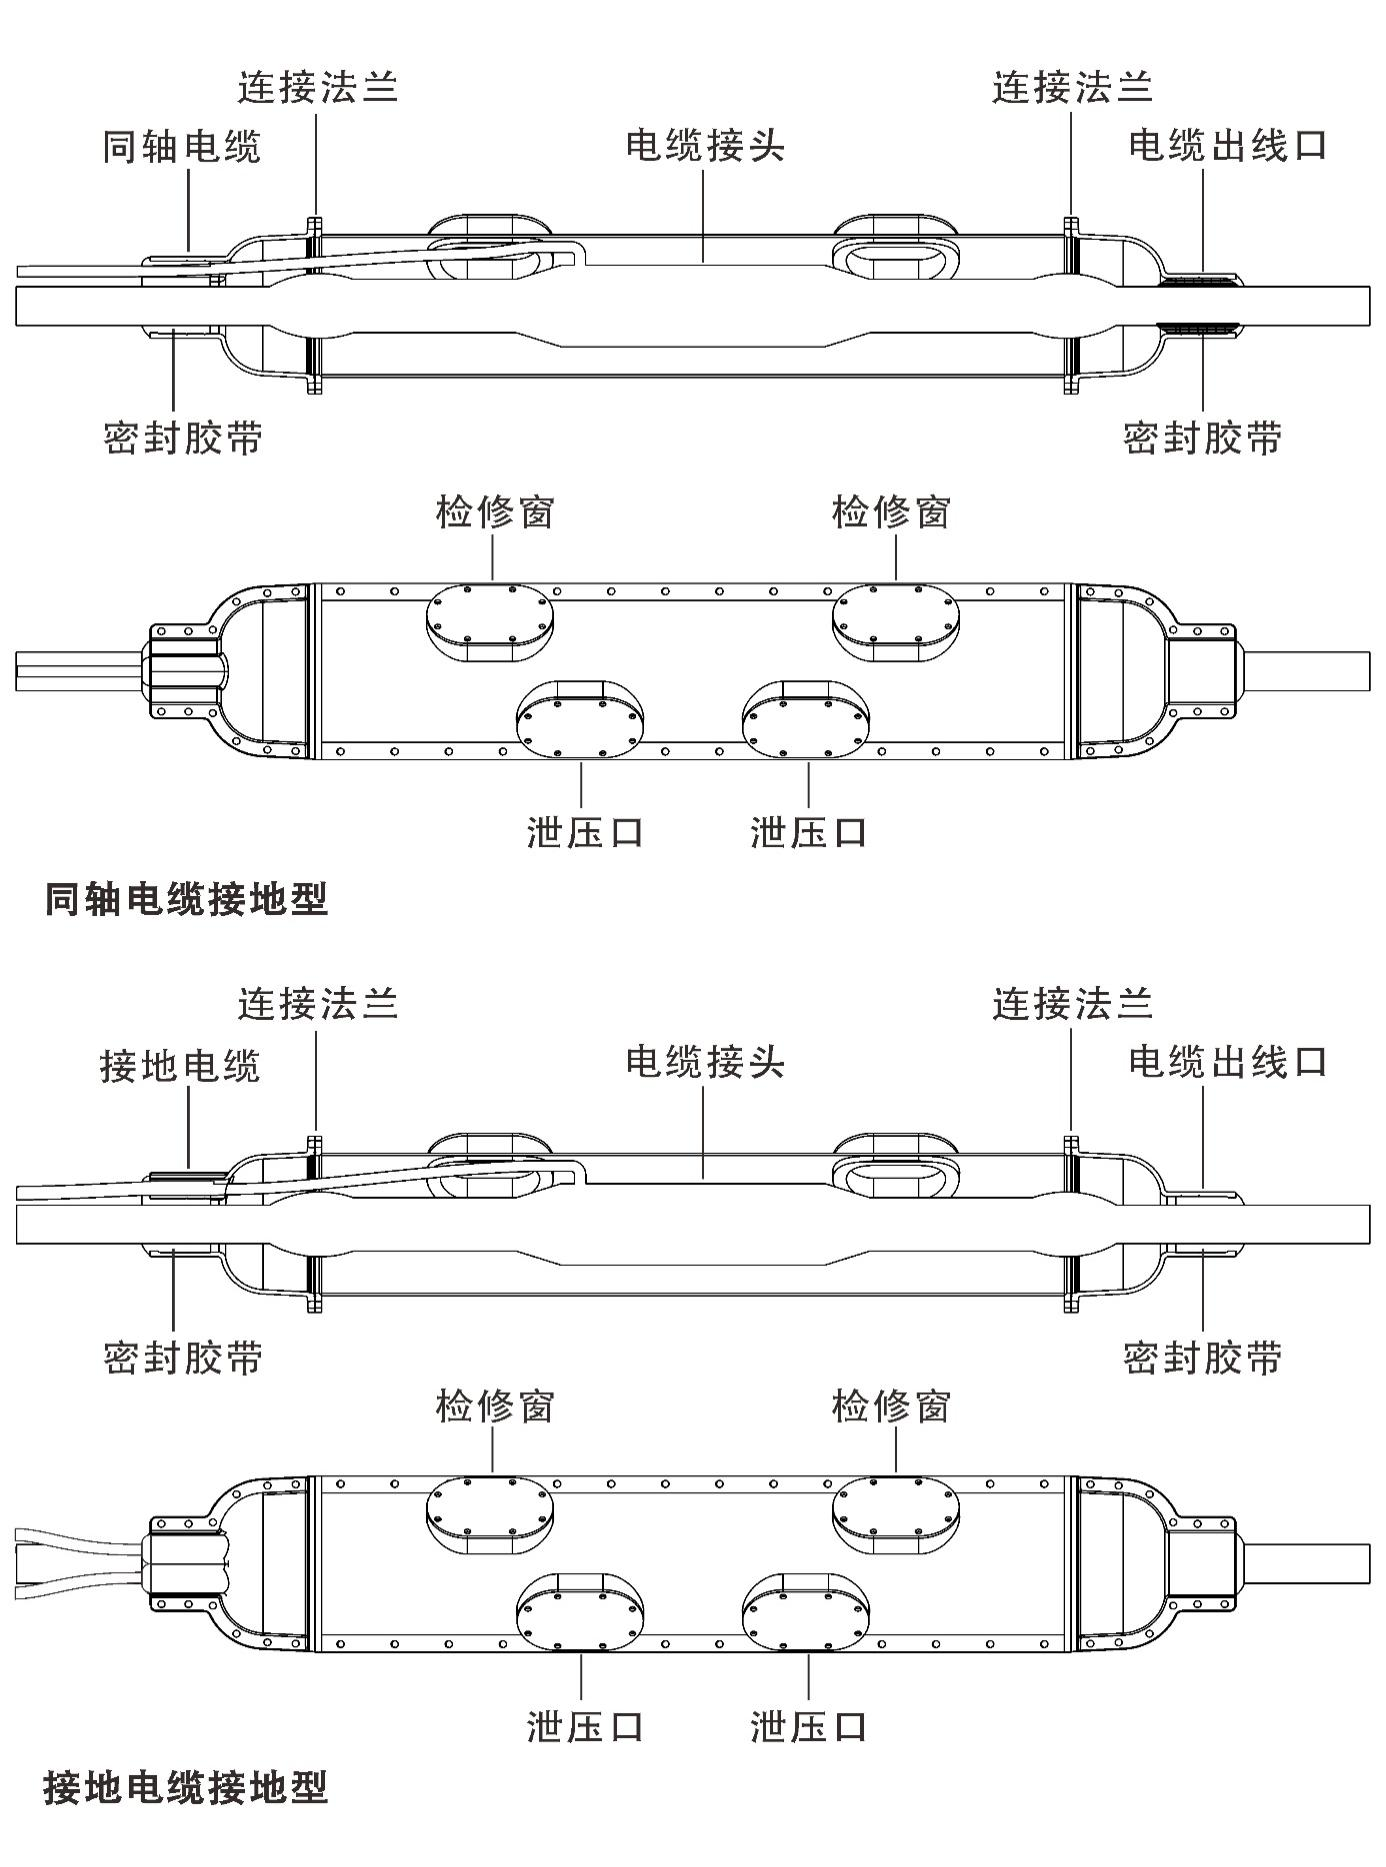 连接法兰 连接法兰
同轴电缆 电缆接头 电缆出线口
密封胶带 密封胶带
检修窗 检修窗
泄压口 泄压口
同轴电缆接地型
连接法兰 连接法兰
接地电缆 电缆接头 电缆出线口
密封胶带 密封胶带
检修窗 检修窗
泄压口 泄压口
接地电缆接地型